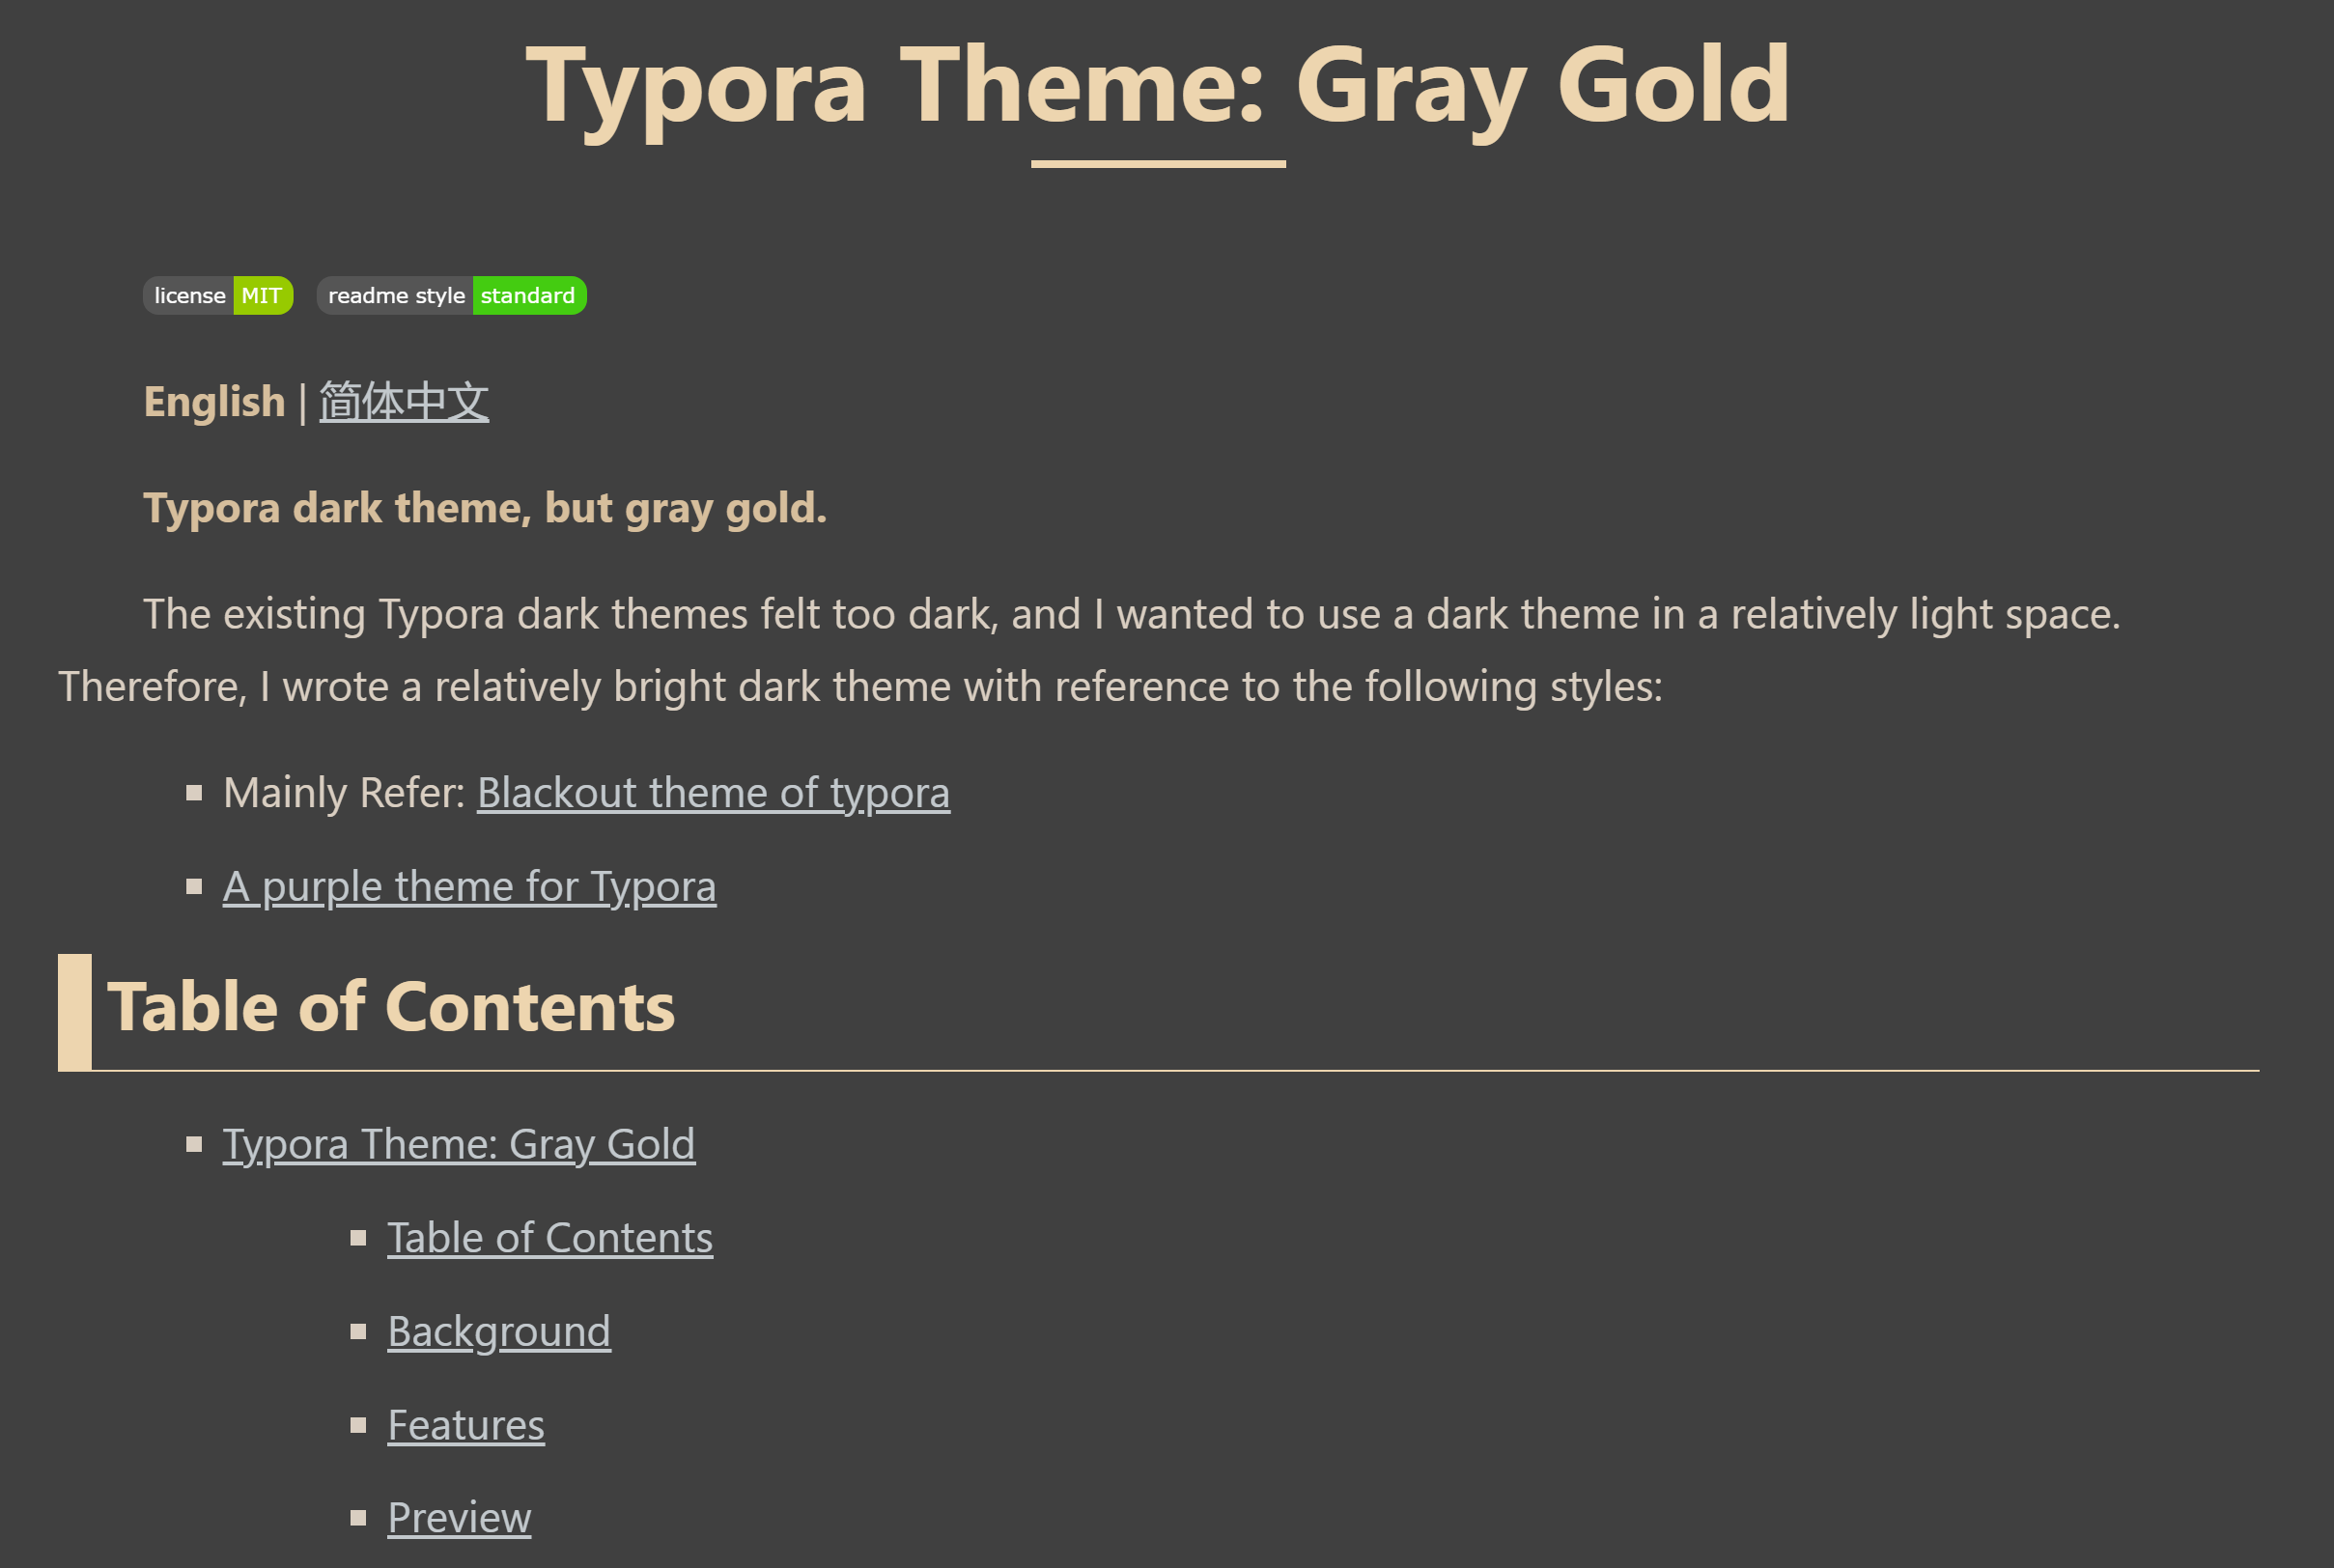 Typora Theme: Gray Gold
license MIT readme style standard
English | 简体中文
Typora dark theme, but gray gold.
The existing Typora dark themes felt too dark, and I wanted to use a dark theme in a relatively light space.
Therefore, I wrote a relatively bright dark theme with reference to the following styles:
Mainly Refer: Blackout theme of typora
A purple theme for Typora
Table of Contents
Typora Theme: Gray Gold
Table of Contents
Background
Features
Preview